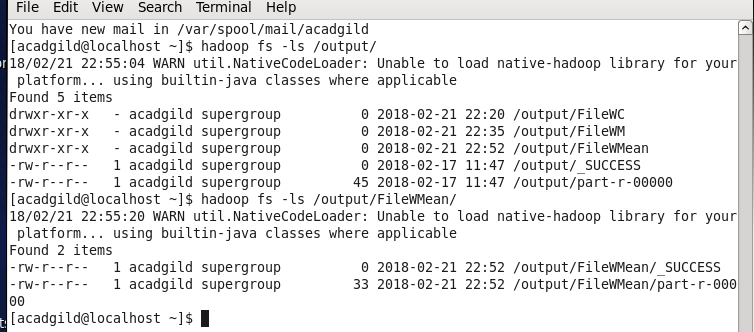 File Edit View Search Terminal Help
You have new mail in /var/spool/mail/acadgild
[acadgild@localhost ~]$ hadoop fs -ls /output/
18/02/21 22:55:04 WARN util.NativeCodeLoader: Unable to load native-hadoop library for your
 platform... using builtin-java classes where applicable
Found 5 items
drwxr-xr-x   - acadgild supergroup          0 2018-02-21 22:20 /output/FileWC
drwxr-xr-x   - acadgild supergroup          0 2018-02-21 22:35 /output/FileWM
drwxr-xr-x   - acadgild supergroup          0 2018-02-21 22:52 /output/FileWMean
-rw-r--r--   1 acadgild supergroup          0 2018-02-17 11:47 /output/_SUCCESS
-rw-r--r--   1 acadgild supergroup         45 2018-02-17 11:47 /output/part-r-00000
[acadgild@localhost ~]$ hadoop fs -ls /output/FileWMean/
18/02/21 22:55:20 WARN util.NativeCodeLoader: Unable to load native-hadoop library for your
 platform... using builtin-java classes where applicable
Found 2 items
-rw-r--r--   1 acadgild supergroup          0 2018-02-21 22:52 /output/FileWMean/_SUCCESS
-rw-r--r--   1 acadgild supergroup         33 2018-02-21 22:52 /output/FileWMean/part-r-000
00
[acadgild@localhost ~]$